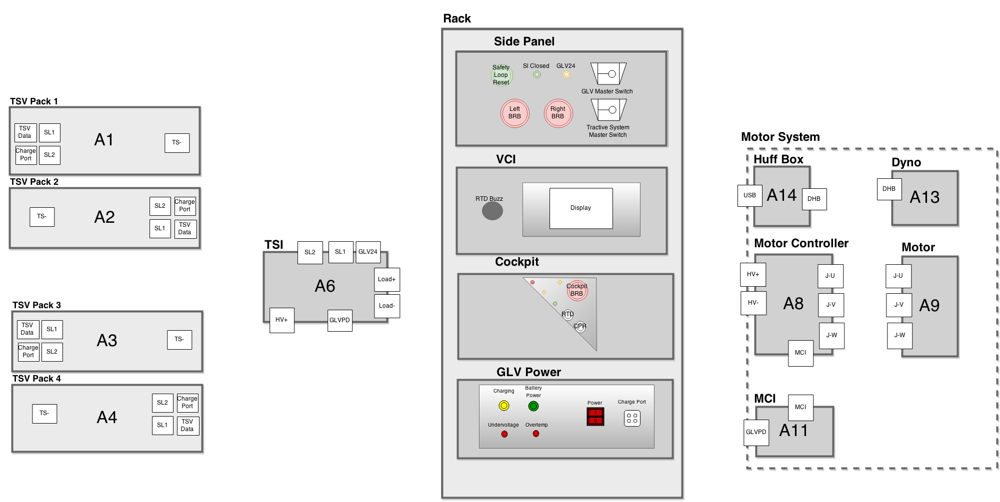 TSV Pack 1
TSV
Data
SL1
Charge
Port
SL2
A1
TS-
TSV Pack 2
TS-
A2
SL2
Charge
Port
SL1
TSV
Data
TSV Pack 3
TSV
Data
SL1
Charge
Port
SL2
A3
TS-
TSV Pack 4
TS-
A4
SL2
Charge
Port
SL1
TSV
Data
TSI
SL2
SL1
GLV24
A6
Load+
Load-
HV+
GLVPD
Rack
Side Panel
Safety
Loop
Reset
SI Closed
GLV24
GLV Master Switch
Left
BRB
Right
BRB
Tractive System
Master Switch
VCI
RTD Buzz
Display
Cockpit
Cockpit
BRB
RTD
CPR
GLV Power
Charging
Battery
Power
Power
Charge Port
Undervoltage
Overtemp
Motor System
Huff Box
USB
A14
DHB
Dyno
DHB
A13
Motor Controller
HV+
HV-
A8
J-U
J-V
J-W
MCI
Motor
J-U
J-V
J-W
A9
MCI
MCI
GLVPD
A11